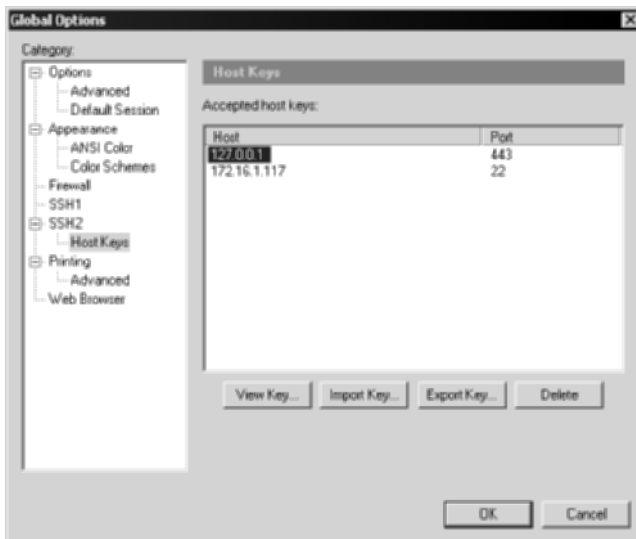 Global Options
Category:
Options
Advanced
Default Session
Appearance
ANSI Color
Color Schemes
Firewall
SSH1
SSH2
Host Keys
Printing
Advanced
Web Browser
Host Keys
Accepted host keys:
Host Port
127.0.0.1 443
172.16.1.117 22
View Key... Import Key... Export Key... Delete
OK Cancel